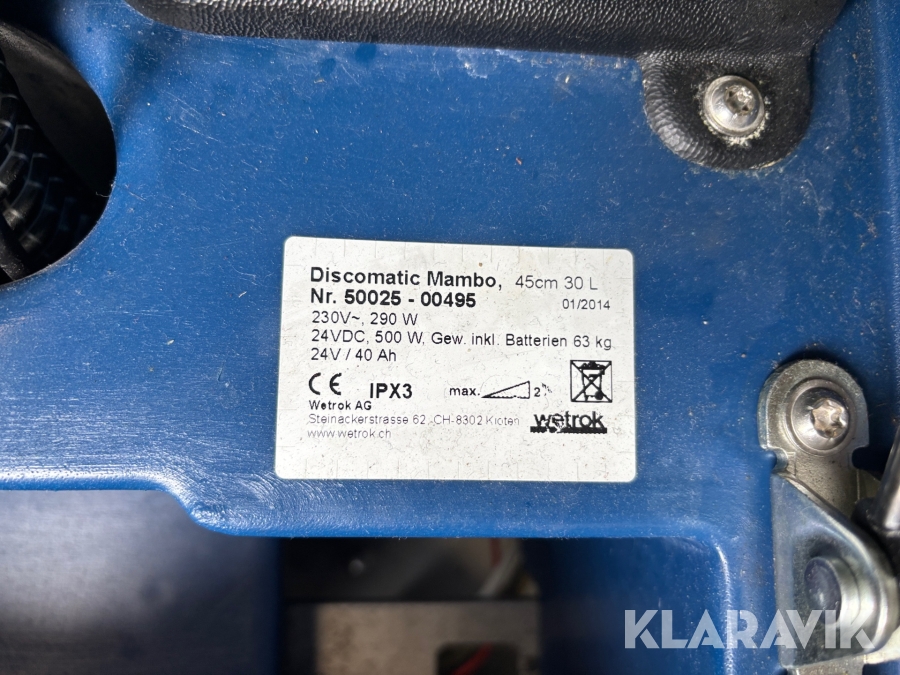 Discomatic Mambo, 45cm 30 L
Nr. 50025 - 00495 01/2014
230V~, 290 W
24VDC, 500 W, Gew. inkl. Batterien 63 kg
24V / 40 Ah
CE IPX3 max. 2%
Wetrok AG
Steinackerstrasse 62, CH-8302 Kloten
www.wetrok.ch
wetrok
KLARAVIK